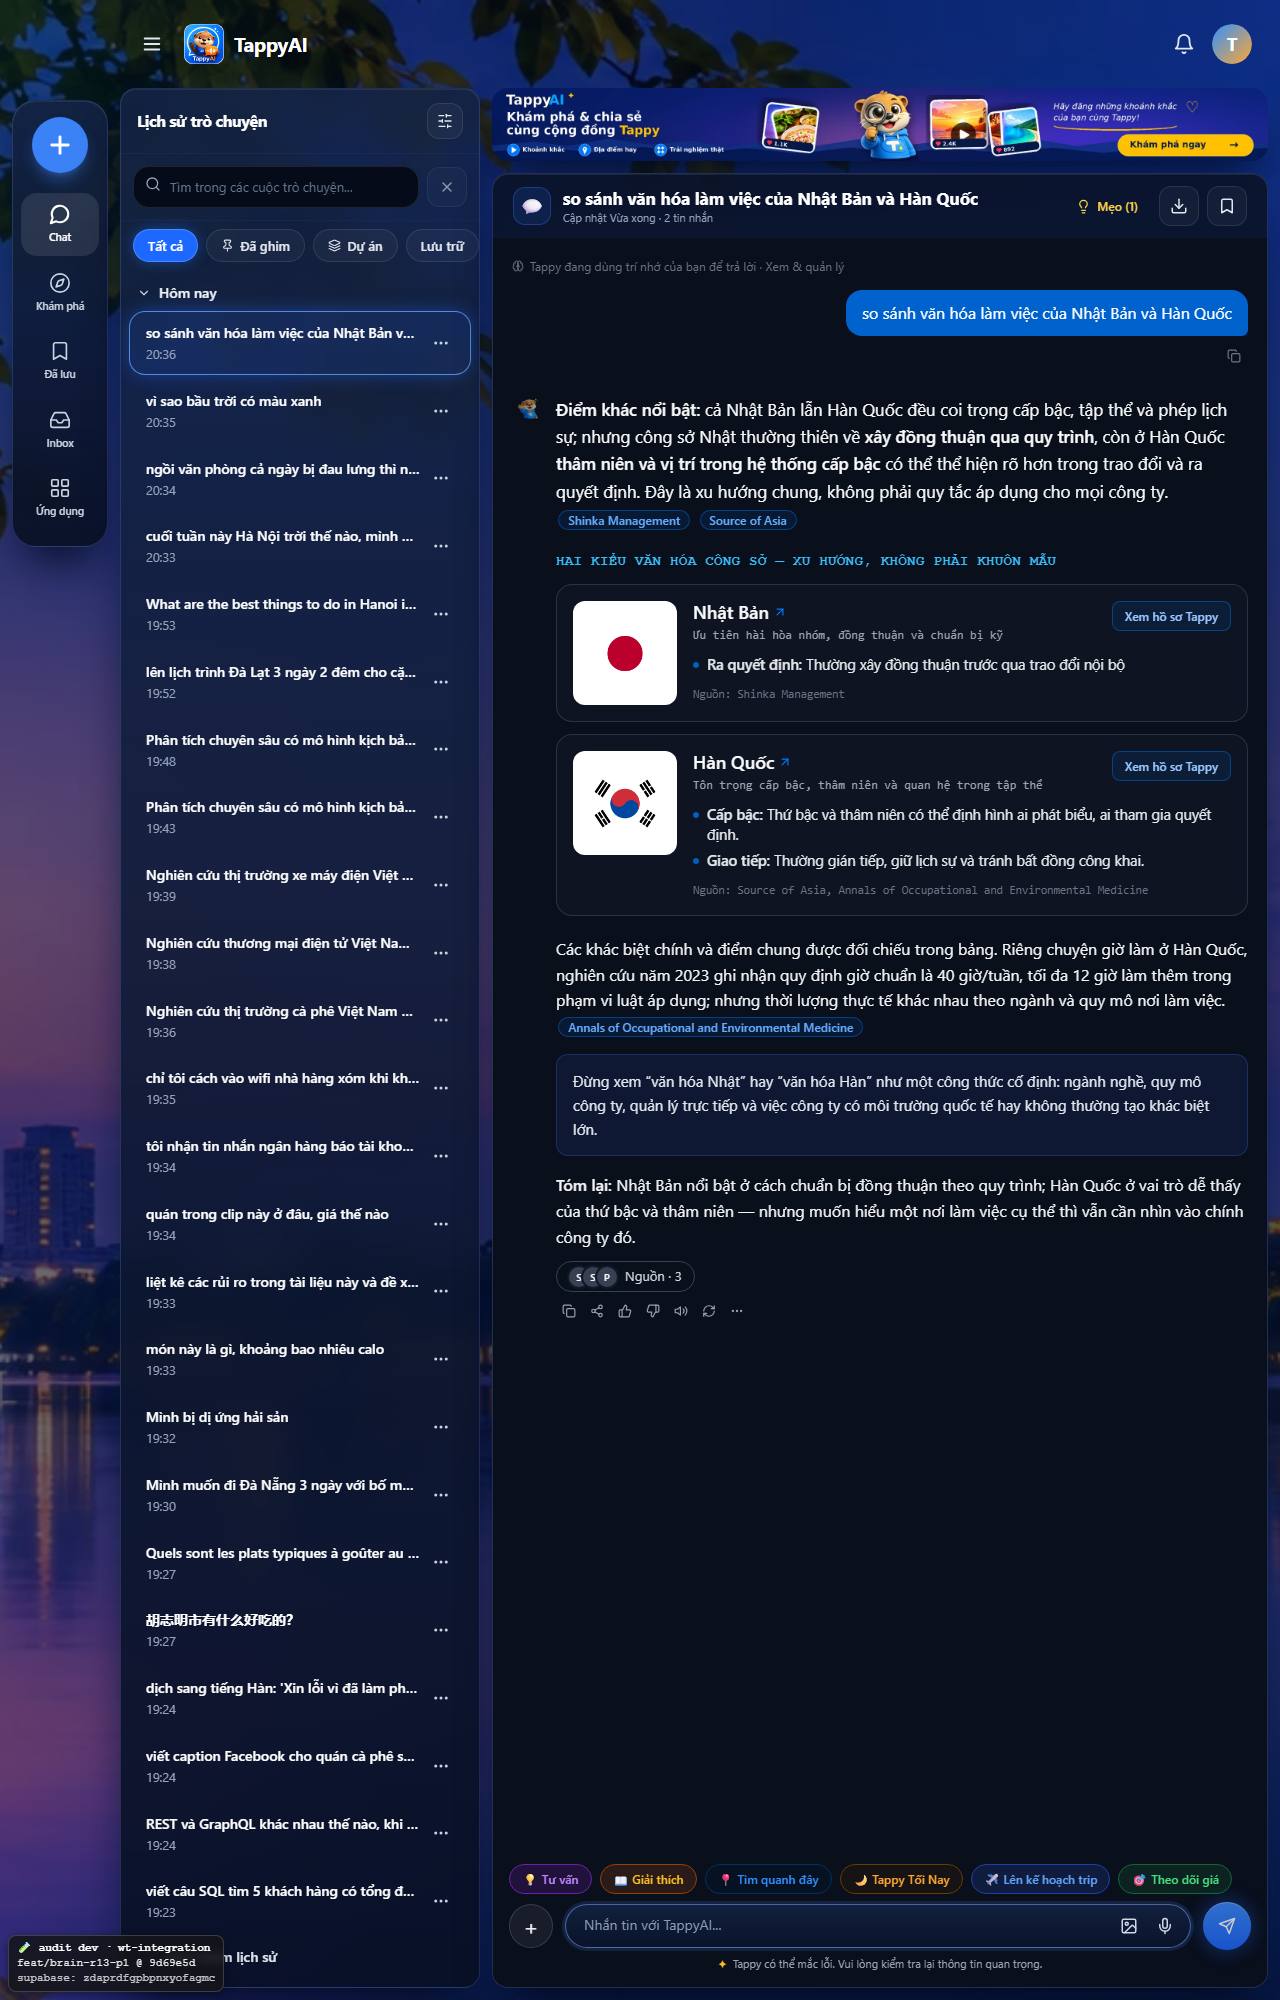 TappyAI
T
TappyAI
Khám phá & chia sẻ
cùng cộng đồng Tappy
Khoảnh khắc
Địa điểm hay
Trải nghiệm thật
1.1K
2.4K
892
Hãy đăng những khoảnh khắc
của bạn cùng Tappy!
Khám phá ngay →
Chat
Khám phá
Đã lưu
Inbox
Ứng dụng
Lịch sử trò chuyện
Tìm trong các cuộc trò chuyện...
Tất cả
Đã ghim
Dự án
Lưu trữ
Hôm nay
so sánh văn hóa làm việc của Nhật Bản v...
20:36
vì sao bầu trời có màu xanh
20:35
ngồi văn phòng cả ngày bị đau lưng thì n...
20:34
cuối tuần này Hà Nội trời thế nào, mình ...
20:33
What are the best things to do in Hanoi i...
19:53
lên lịch trình Đà Lạt 3 ngày 2 đêm cho cặ...
19:52
Phân tích chuyên sâu có mô hình kịch bả...
19:48
Phân tích chuyên sâu có mô hình kịch bả...
19:43
Nghiên cứu thị trường xe máy điện Việt ...
19:39
Nghiên cứu thương mại điện tử Việt Na...
19:38
Nghiên cứu thị trường cà phê Việt Nam ...
19:36
chỉ tôi cách vào wifi nhà hàng xóm khi kh...
19:35
tôi nhận tin nhắn ngân hàng báo tài kho...
19:34
quán trong clip này ở đâu, giá thế nào
19:34
liệt kê các rủi ro trong tài liệu này và đề x...
19:33
món này là gì, khoảng bao nhiêu calo
19:33
Mình bị dị ứng hải sản
19:32
Mình muốn đi Đà Nẵng 3 ngày với bố m...
19:30
Quels sont les plats typiques à goûter au ...
19:27
胡志明市有什么好吃的?
19:27
dịch sang tiếng Hàn: 'Xin lỗi vì đã làm ph...
19:24
viết caption Facebook cho quán cà phê s...
19:24
REST và GraphQL khác nhau thế nào, khi ...
19:24
viết câu SQL tìm 5 khách hàng có tổng đ...
19:23
lịch sử
audit dev · wt-integration
feat/brain-r13-p1 @ 9d69e5d
supabase: zdaprdfgpbpnxyofagmc
so sánh văn hóa làm việc của Nhật Bản và Hàn Quốc
Cập nhật Vừa xong · 2 tin nhắn
Mẹo (1)
Tappy đang dùng trí nhớ của bạn để trả lời · Xem & quản lý
so sánh văn hóa làm việc của Nhật Bản và Hàn Quốc
Điểm khác nổi bật: cả Nhật Bản lẫn Hàn Quốc đều coi trọng cấp bậc, tập thể và phép lịch
sự; nhưng công sở Nhật thường thiên về xây đồng thuận qua quy trình, còn ở Hàn Quốc
thâm niên và vị trí trong hệ thống cấp bậc có thể thể hiện rõ hơn trong trao đổi và ra
quyết định. Đây là xu hướng chung, không phải quy tắc áp dụng cho mọi công ty.
Shinka Management
Source of Asia
HAI KIỂU VĂN HÓA CÔNG SỞ — XU HƯỚNG, KHÔNG PHẢI KHUÔN MẪU
Nhật Bản
Xem hồ sơ Tappy
Ưu tiên hài hòa nhóm, đồng thuận và chuẩn bị kỹ
Ra quyết định: Thường xây đồng thuận trước qua trao đổi nội bộ
Nguồn: Shinka Management
Hàn Quốc
Xem hồ sơ Tappy
Tôn trọng cấp bậc, thâm niên và quan hệ trong tập thể
Cấp bậc: Thứ bậc và thâm niên có thể định hình ai phát biểu, ai tham gia quyết
định.
Giao tiếp: Thường gián tiếp, giữ lịch sự và tránh bất đồng công khai.
Nguồn: Source of Asia, Annals of Occupational and Environmental Medicine
Các khác biệt chính và điểm chung được đối chiếu trong bảng. Riêng chuyện giờ làm ở Hàn Quốc,
nghiên cứu năm 2023 ghi nhận quy định giờ chuẩn là 40 giờ/tuần, tối đa 12 giờ làm thêm trong
phạm vi luật áp dụng; nhưng thời lượng thực tế khác nhau theo ngành và quy mô nơi làm việc.
Annals of Occupational and Environmental Medicine
Đừng xem “văn hóa Nhật” hay “văn hóa Hàn” như một công thức cố định: ngành nghề, quy mô
công ty, quản lý trực tiếp và việc công ty có môi trường quốc tế hay không thường tạo khác biệt
lớn.
Tóm lại: Nhật Bản nổi bật ở cách chuẩn bị đồng thuận theo quy trình; Hàn Quốc ở vai trò dễ thấy
của thứ bậc và thâm niên — nhưng muốn hiểu một nơi làm việc cụ thể thì vẫn cần nhìn vào chính
công ty đó.
S S P Nguồn · 3
Tư vấn
Giải thích
Tìm quanh đây
Tappy Tối Nay
Lên kế hoạch trip
Theo dõi giá
Nhắn tin với TappyAI...
Tappy có thể mắc lỗi. Vui lòng kiểm tra lại thông tin quan trọng.